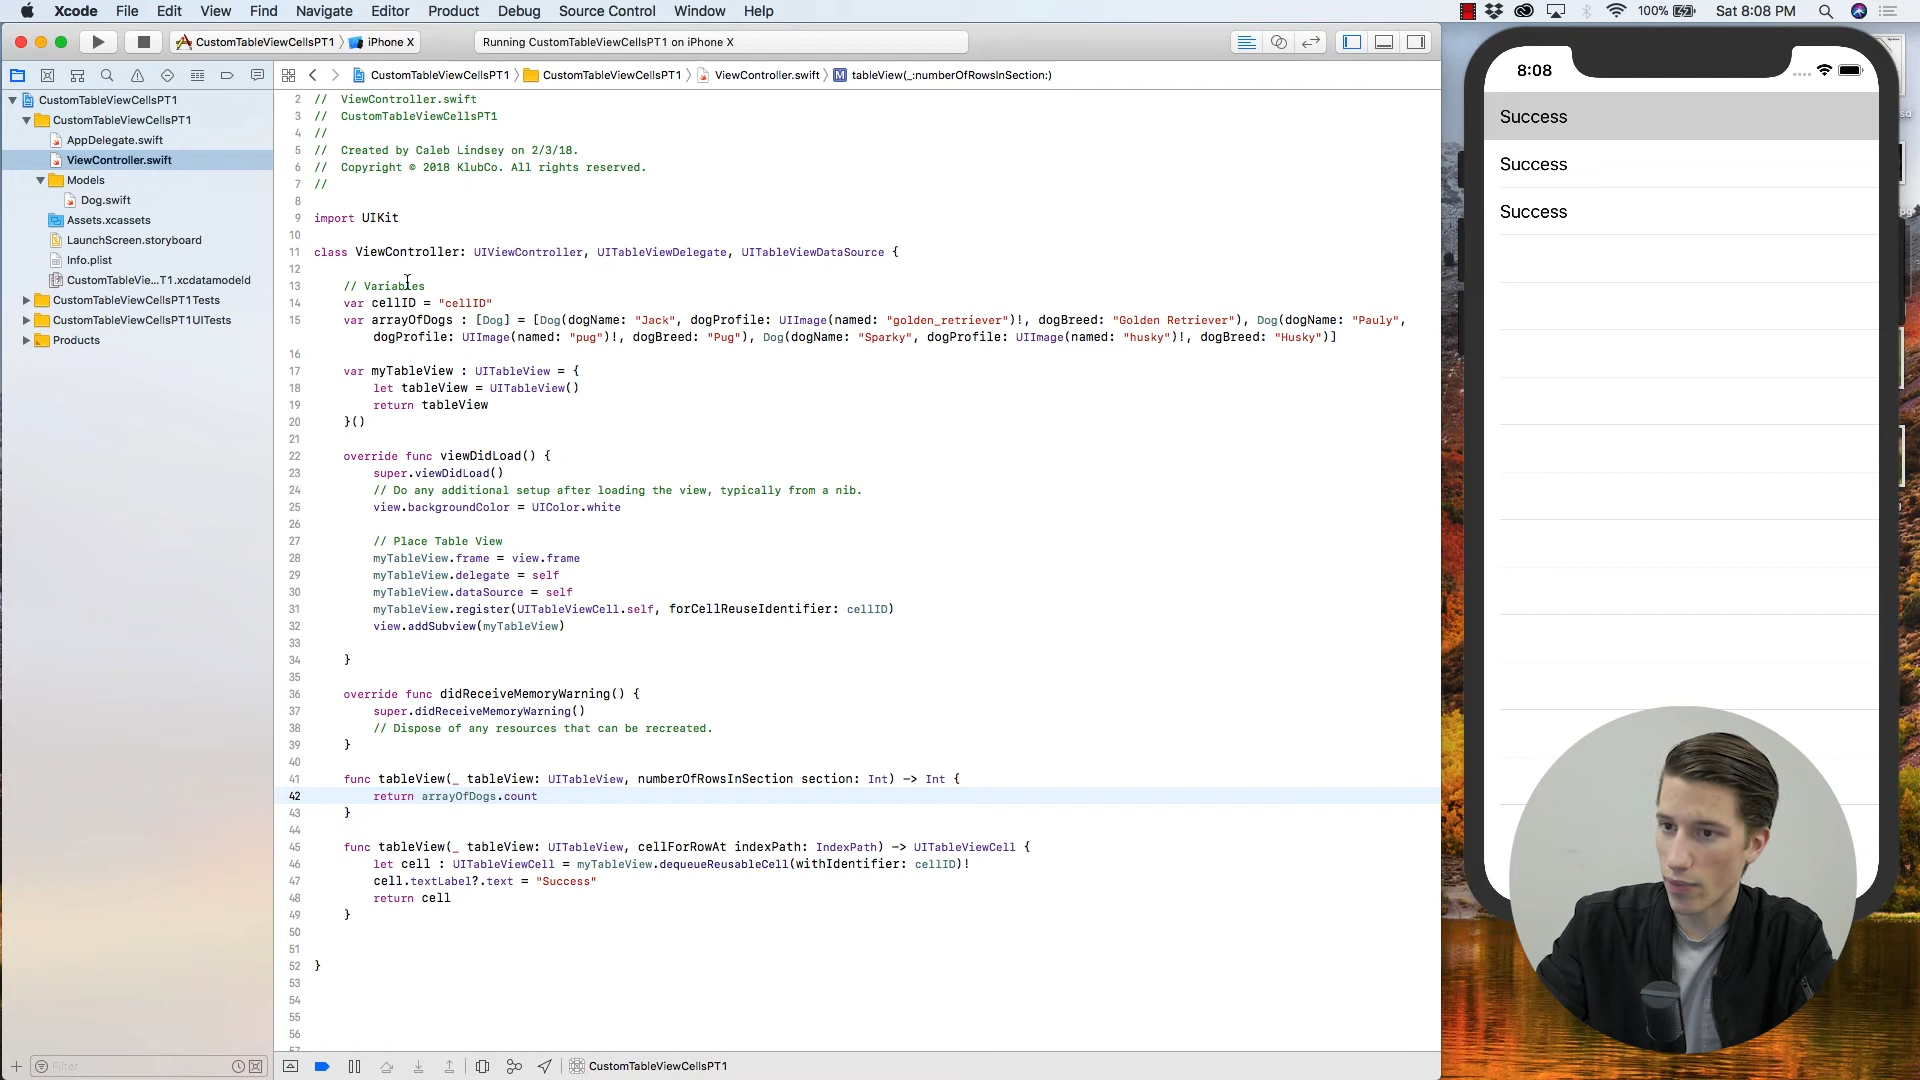 Xcode File Edit View Find Navigate Editor Product Debug Source Control Window Help 100% Sat 8:08 PM
CustomTableViewCellsPT1 iPhone X Running CustomTableViewCellsPT1 on iPhone X
CustomTableViewCellsPT1 CustomTableViewCellsPT1 ViewController.swift M tableView(_:numberOfRowsInSection:)
CustomTableViewCellsPT1
CustomTableViewCellsPT1
AppDelegate.swift
ViewController.swift
Models
Dog.swift
Assets.xcassets
LaunchScreen.storyboard
Info.plist
CustomTableVie...T1.xcdatamodeld
CustomTableViewCellsPT1Tests
CustomTableViewCellsPT1UITests
Products
Filter
2 // ViewController.swift
3 // CustomTableViewCellsPT1
4 //
5 // Created by Caleb Lindsey on 2/3/18.
6 // Copyright © 2018 KlubCo. All rights reserved.
7 //
8
9 import UIKit
10
11 class ViewController: UIViewController, UITableViewDelegate, UITableViewDataSource {
12
13 // Variables
14 var cellID = "cellID"
15 var arrayOfDogs : [Dog] = [Dog(dogName: "Jack", dogProfile: UIImage(named: "golden_retriever")!, dogBreed: "Golden Retriever"), Dog(dogName: "Pauly",
dogProfile: UIImage(named: "pug")!, dogBreed: "Pug"), Dog(dogName: "Sparky", dogProfile: UIImage(named: "husky")!, dogBreed: "Husky")]
16
17 var myTableView : UITableView = {
18 let tableView = UITableView()
19 return tableView
20 }()
21
22 override func viewDidLoad() {
23 super.viewDidLoad()
24 // Do any additional setup after loading the view, typically from a nib.
25 view.backgroundColor = UIColor.white
26
27 // Place Table View
28 myTableView.frame = view.frame
29 myTableView.delegate = self
30 myTableView.dataSource = self
31 myTableView.register(UITableViewCell.self, forCellReuseIdentifier: cellID)
32 view.addSubview(myTableView)
33
34 }
35
36 override func didReceiveMemoryWarning() {
37 super.didReceiveMemoryWarning()
38 // Dispose of any resources that can be recreated.
39 }
40
41 func tableView(_ tableView: UITableView, numberOfRowsInSection section: Int) -> Int {
42 return arrayOfDogs.count
43 }
44
45 func tableView(_ tableView: UITableView, cellForRowAt indexPath: IndexPath) -> UITableViewCell {
46 let cell : UITableViewCell = myTableView.dequeueReusableCell(withIdentifier: cellID)!
47 cell.textLabel?.text = "Success"
48 return cell
49 }
50
51
52 }
53
54
55
56
CustomTableViewCellsPT1
8:08
Success
Success
Success